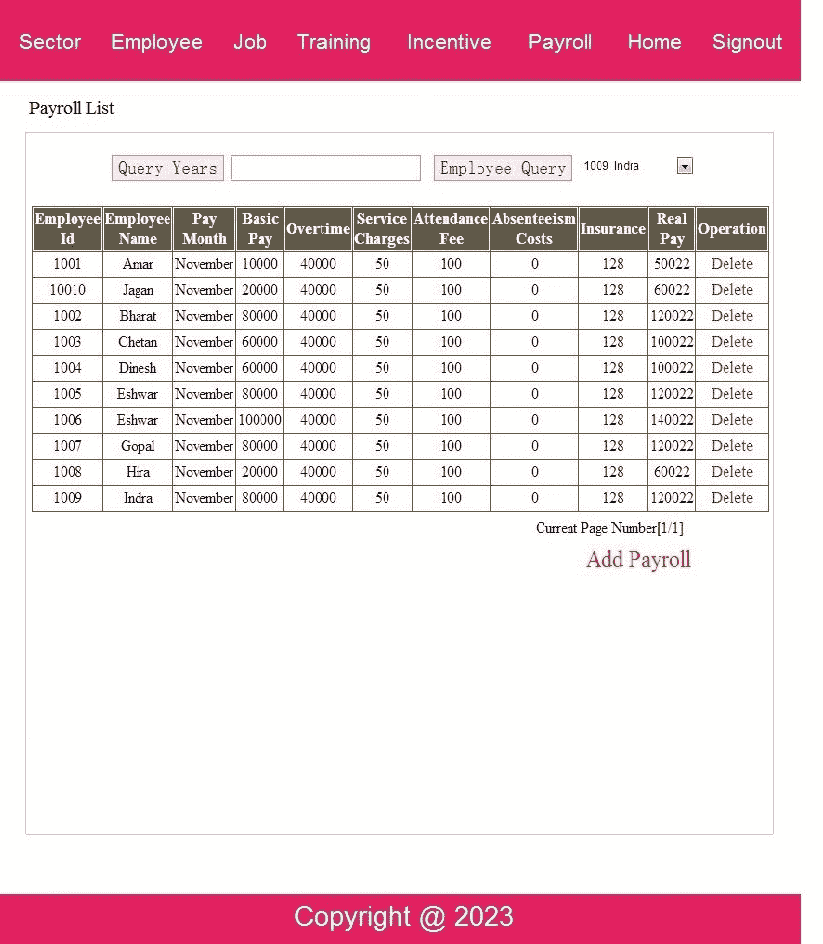 Sector Employee Job Training Incentive Payroll Home Signout
Payroll List
Query Years Employee Query 1009 Indra
Employee Id Employee Name Pay Month Basic Pay Overtime Service Charges Attendance Fee Absenteeism Costs Insurance Real Pay Operation
1001 Amar November 10000 40000 50 100 0 128 50022 Delete
10010 Jagan November 20000 40000 50 100 0 128 60022 Delete
1002 Bharat November 80000 40000 50 100 0 128 120022 Delete
1003 Chetan November 60000 40000 50 100 0 128 100022 Delete
1004 Dinesh November 60000 40000 50 100 0 128 100022 Delete
1005 Eshwar November 80000 40000 50 100 0 128 120022 Delete
1006 Eshwar November 100000 40000 50 100 0 128 140022 Delete
1007 Gopal November 80000 40000 50 100 0 128 120022 Delete
1008 Hira November 20000 40000 50 100 0 128 60022 Delete
1009 Indra November 80000 40000 50 100 0 128 120022 Delete
Current Page Number[1/1]
Add Payroll
Copyright @ 2023